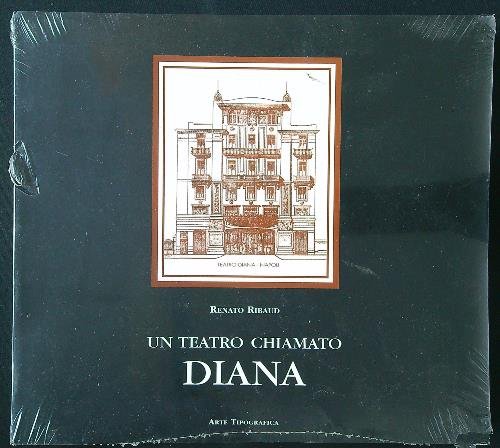 TEATRO DIANA - NAPOLI
RENATO RIBAUD
UN TEATRO CHIAMATO
DIANA
ARTE TIPOGRAFICA